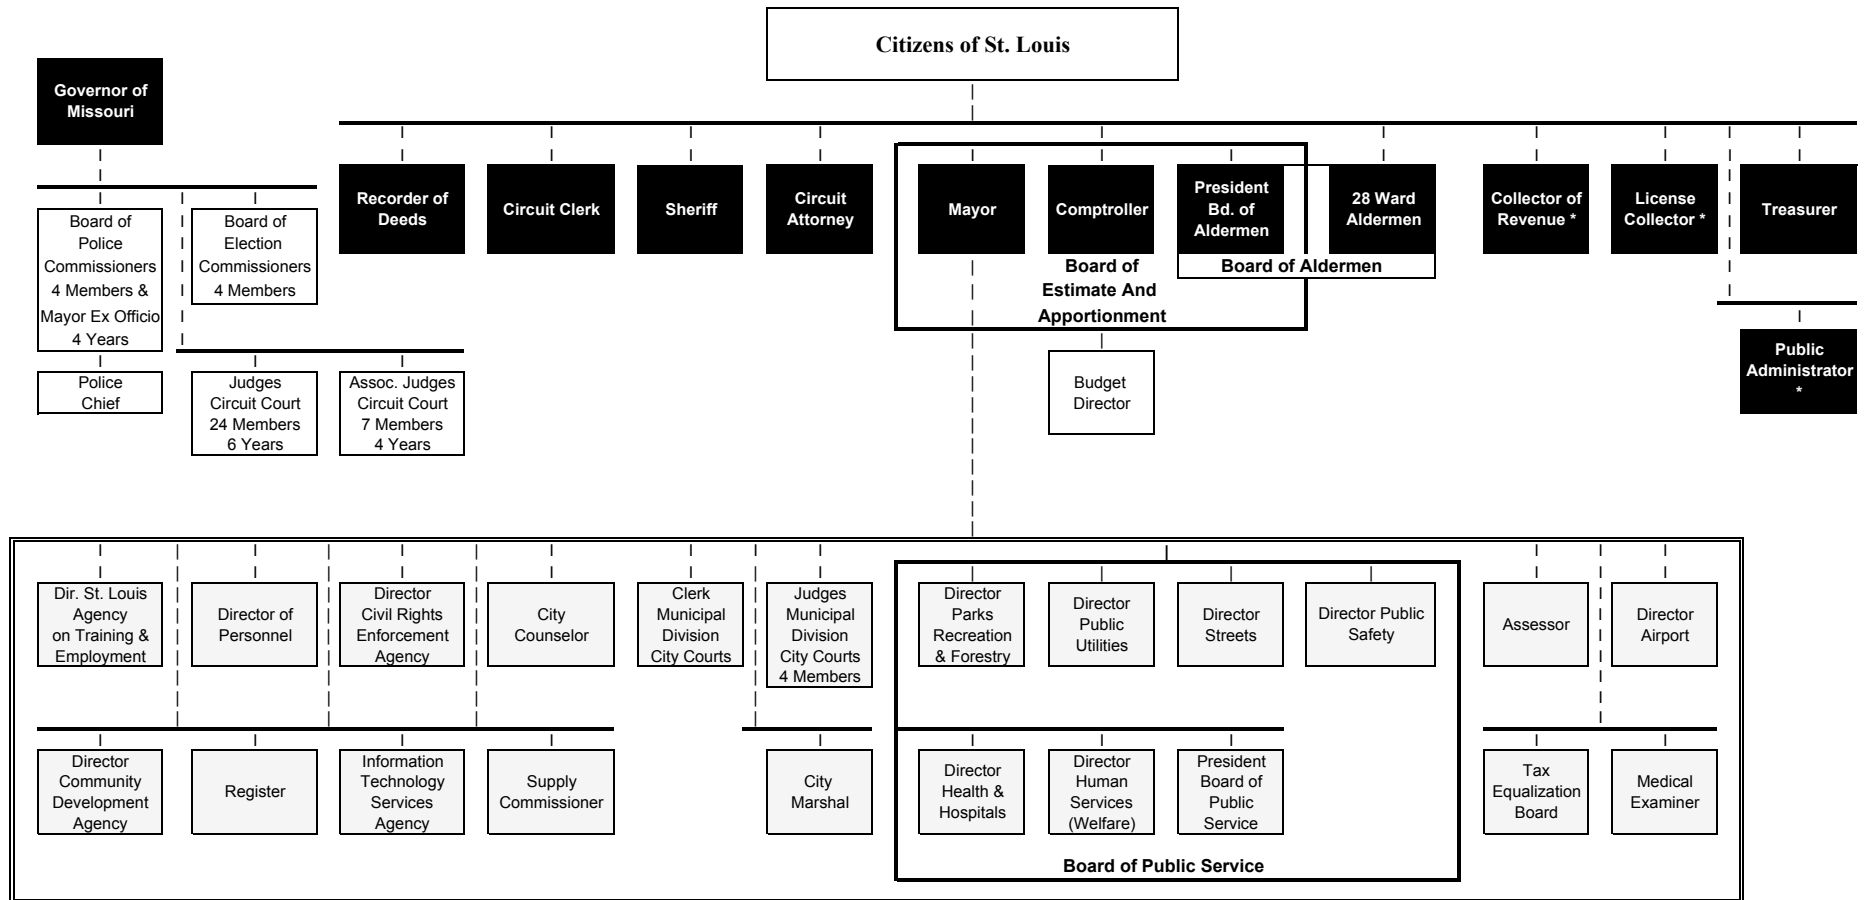 Citizens of St. Louis
Governor of
Missouri
Recorder of
Deeds
Circuit Clerk
Sheriff
Circuit
Attorney
Mayor
Comptroller
President
Bd. of
Aldermen
28 Ward
Aldermen
Collector of
Revenue *
License
Collector *
Treasurer
Board of
Police
Commissioners
4 Members &
Mayor Ex Officio
4 Years
Board of
Election
Commissioners
4 Members
Board of
Estimate And
Apportionment
Board of Aldermen
Public
Administrator
*
Police
Chief
Judges
Circuit Court
24 Members
6 Years
Assoc. Judges
Circuit Court
7 Members
4 Years
Budget
Director
Dir. St. Louis
Agency
on Training &
Employment
Director of
Personnel
Director
Civil Rights
Enforcement
Agency
City
Counselor
Clerk
Municipal
Division
City Courts
Judges
Municipal
Division
City Courts
4 Members
Director
Parks
Recreation
& Forestry
Director
Public
Utilities
Director
Streets
Director Public
Safety
Assessor
Director
Airport
Director
Community
Development
Agency
Register
Information
Technology
Services
Agency
Supply
Commissioner
City
Marshal
Director
Health &
Hospitals
Director
Human
Services
(Welfare)
President
Board of
Public
Service
Tax
Equalization
Board
Medical
Examiner
Board of Public Service